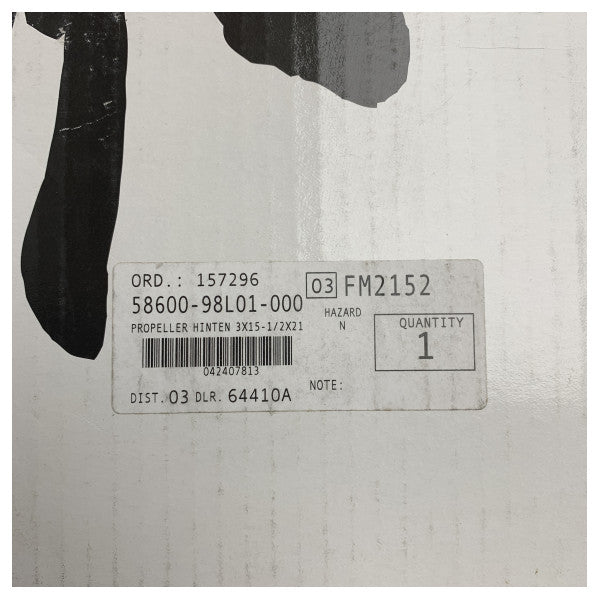 ORD.: 157296
03 FM2152
58600-98L01-000
HAZARD
N
PROPELLER HINTEN 3X15-1/2X21
QUANTITY
1
042407813
DIST. 03 DLR. 64410A
NOTE: